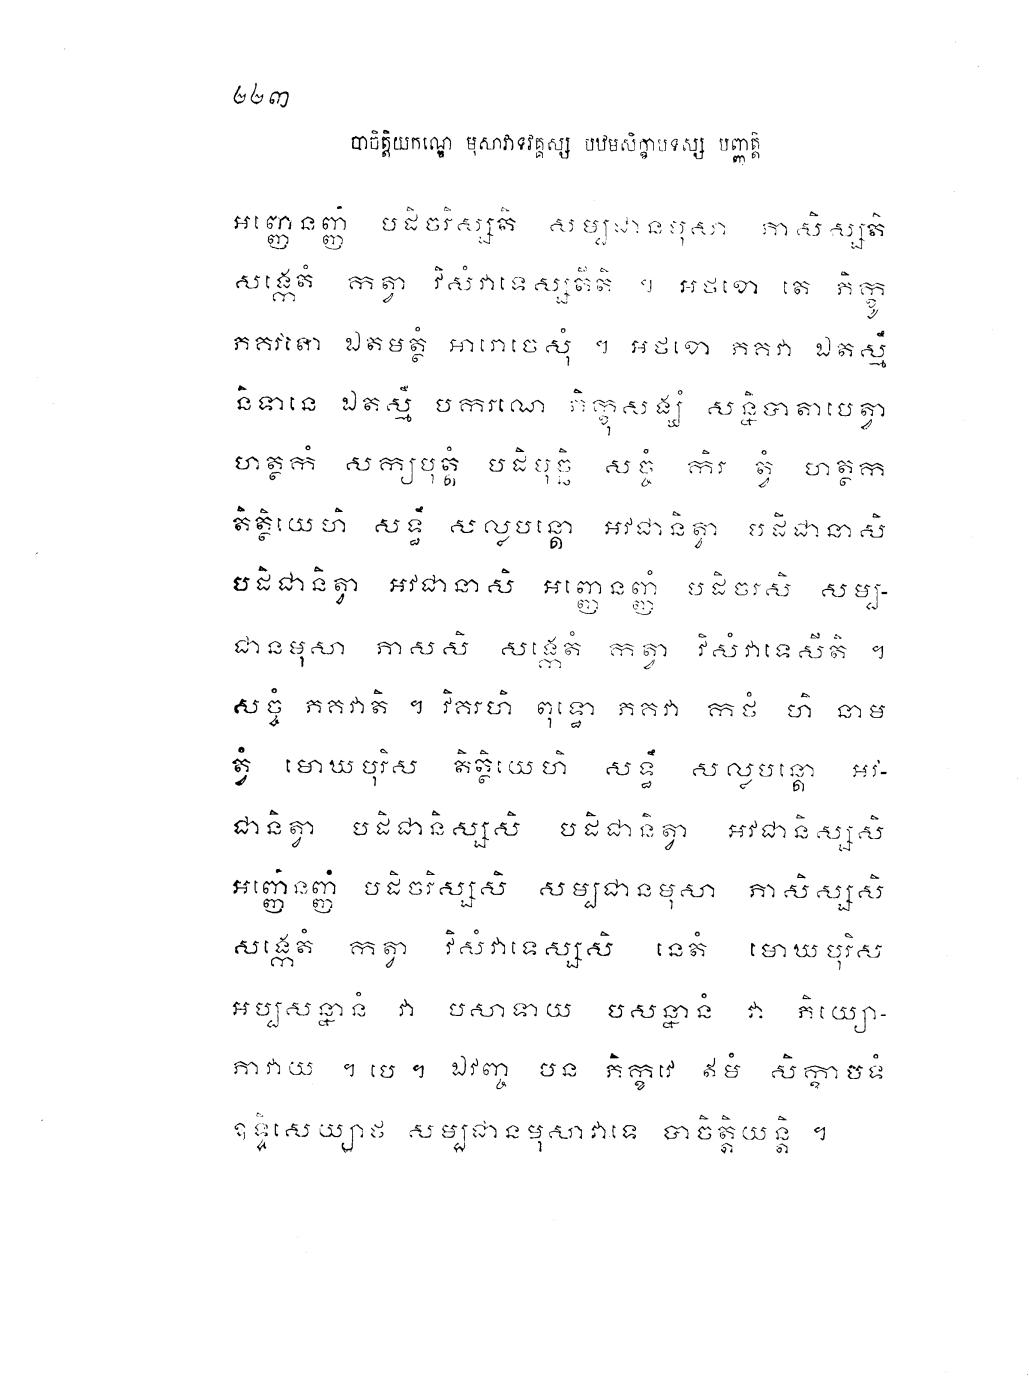 ២២៣
បាចិត្តិយកណ្ឌេ មុសាវាទវគ្គស្ស បឋមសិក្ខាបទស្ស បញ្ញត្តិ
អញ្ញេនញ្ញំ បដិចរិស្សតិ សម្បជានមុសា ភាសិស្សតិ
សង្កេតំ កត្វា វិសំវាទេស្សតីតិ ។ អថខោ តេ ភិក្ខូ
ភគវតោ ឯតមត្ថំ អារោចេសុំ ។ អថខោ ភគវា ឯតស្មឹ
និទានេ ឯតស្មឹ បករណេ ភិក្ខុសង្ឃំ សន្និបាតាបេត្វា
ហត្ថកំ សក្យបុត្តំ បដិបុច្ឆិ សច្ចំ កិរ ត្វំ ហត្ថក
តិត្ថិយេហិ សទ្ធឹ សល្លបន្តោ អវជានិត្វា បដិជានាសិ
បដិជានិត្វា អវជានាសិ អញ្ញេនញ្ញំ បដិចរសិ សម្ប-
ជានមុសា ភាសសិ សង្កេតំ កត្វា វិសំវាទេសីតិ ។
សច្ចំ ភគវាតិ ។ វិគរហិ ពុទ្ធោ ភគវា កថំ ហិ នាម
ត្វំ មោឃបុរិស តិត្ថិយេហិ សទ្ធឹ សល្លបន្តោ អវ-
ជានិត្វា បដិជានិស្សសិ បដិជានិត្វា អវជានិស្សសិ
អញ្ញេនញ្ញំ បដិចរិស្សសិ សម្បជានមុសា ភាសិស្សសិ
សង្កេតំ កត្វា វិសំវាទេស្សសិ នេតំ មោឃបុរិស
អប្បសន្នានំ វា បសាទាយ បសន្នានំ វា ភិយ្យោ-
ភាវាយ ។ បេ ។ ឯវញ្ច បន ភិក្ខវេ ឥមំ សិក្ខាបទំ
ឧទ្ទិសេយ្យាថ សម្បជានមុសាវាទេ បាចិត្តិយន្តិ ។